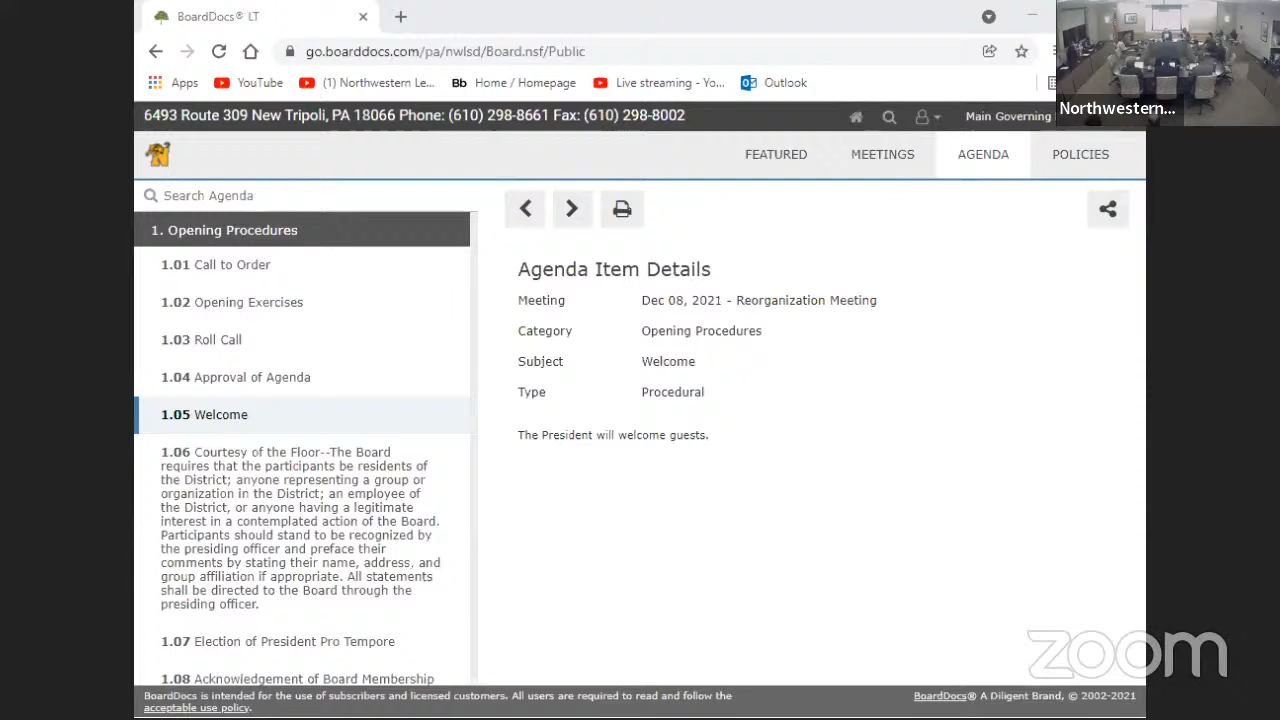 BoardDocs® LT
go.boarddocs.com/pa/nwlsd/Board.nsf/Public
Apps YouTube (1) Northwestern Le... Bb Home / Homepage Live streaming - Yo... Outlook
Northwestern...
6493 Route 309 New Tripoli, PA 18066 Phone: (610) 298-8661 Fax: (610) 298-8002
Main Governing
FEATURED MEETINGS AGENDA POLICIES
Search Agenda
1. Opening Procedures
1.01 Call to Order
1.02 Opening Exercises
1.03 Roll Call
1.04 Approval of Agenda
1.05 Welcome
1.06 Courtesy of the Floor--The Board
requires that the participants be residents of
the District; anyone representing a group or
organization in the District; an employee of
the District, or anyone having a legitimate
interest in a contemplated action of the Board.
Participants should stand to be recognized by
the presiding officer and preface their
comments by stating their name, address, and
group affiliation if appropriate. All statements
shall be directed to the Board through the
presiding officer.
1.07 Election of President Pro Tempore
1.08 Acknowledgement of Board Membership
Agenda Item Details
Meeting Dec 08, 2021 - Reorganization Meeting
Category Opening Procedures
Subject Welcome
Type Procedural
The President will welcome guests.
zoom
BoardDocs is intended for the use of subscribers and licensed customers. All users are required to read and follow the
acceptable use policy.
BoardDocs® A Diligent Brand, © 2002-2021